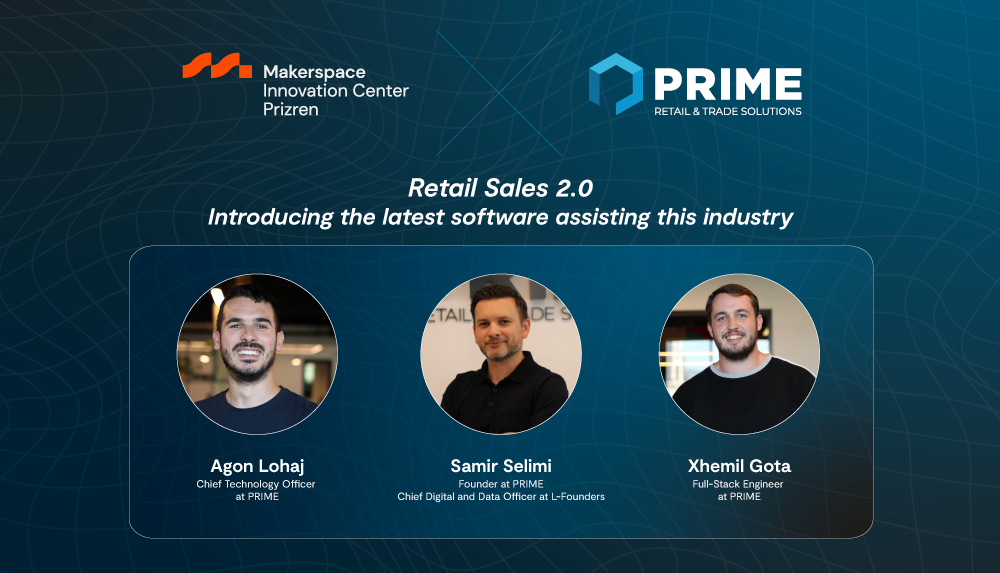 Makerspace
Innovation Center
Prizren
PRIME
RETAIL & TRADE SOLUTIONS
Retail Sales 2.0
Introducing the latest software assisting this industry
ETAIL DE S
Agon Lohaj
Chief Technology Officer
at PRIME
Samir Selimi
Founder at PRIME
Chief Digital and Data Officer at L-Founders
Xhemil Gota
Full-Stack Engineer
at PRIME